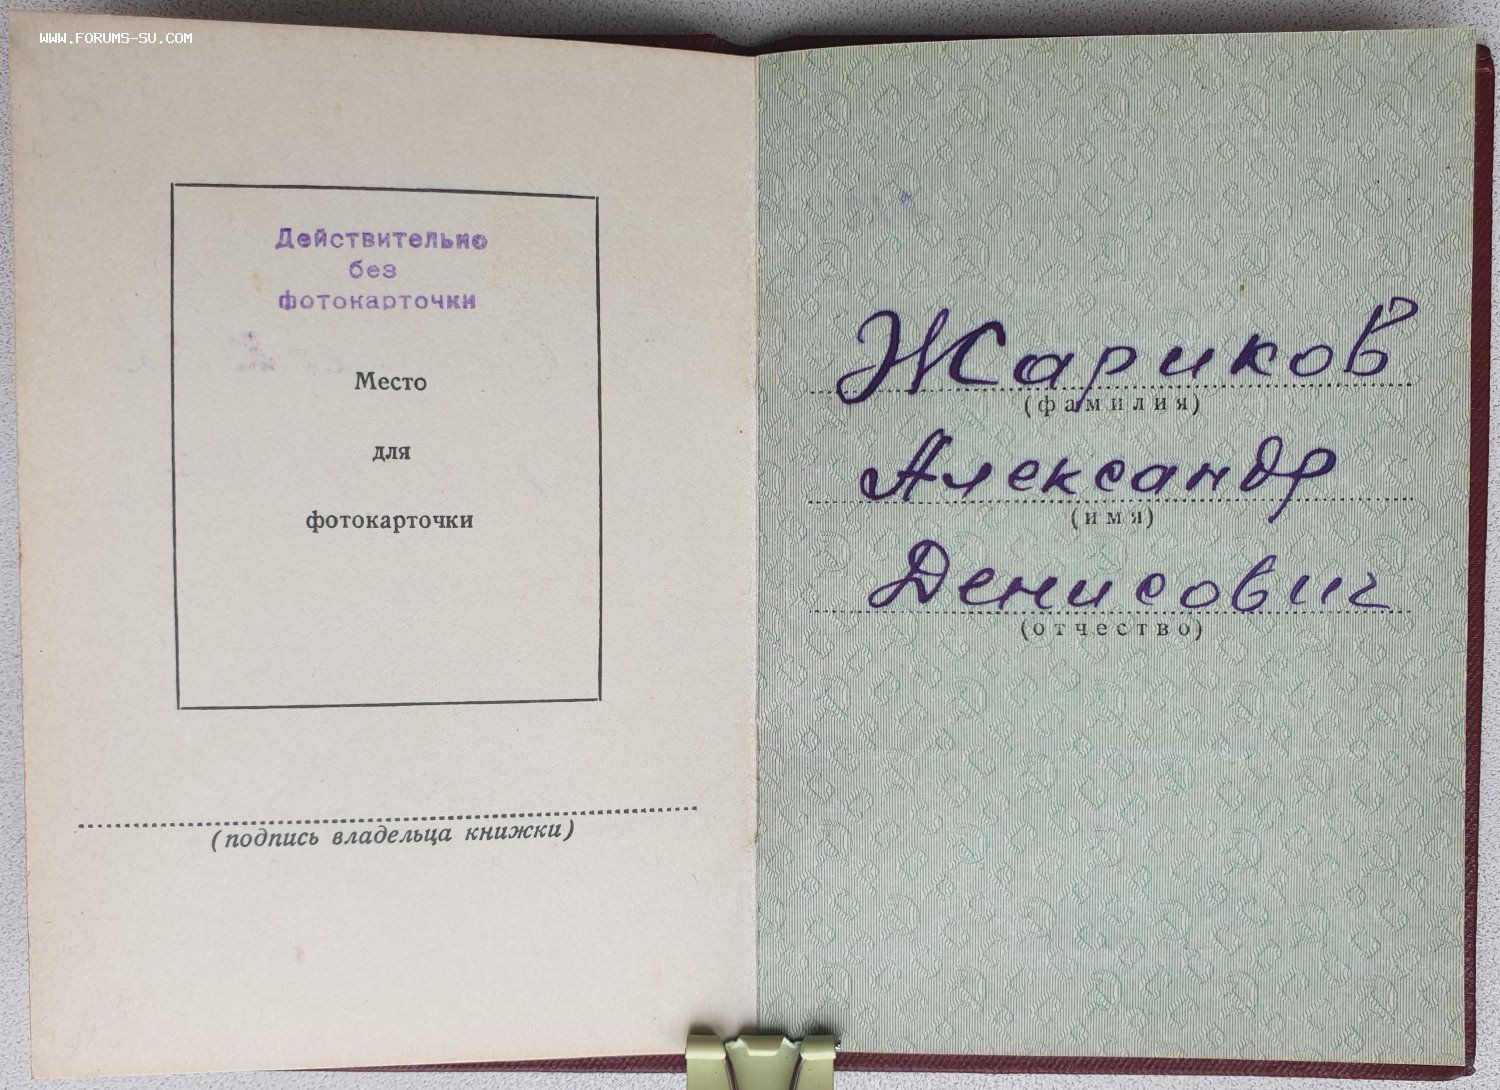 WWW.FORUMS-SU.COM
Действительно
без
фотокарточки
Место
для
фотокарточки
(подпись владельца книжки)
Жариков
(фамилия)
Александр
(имя)
Денисович
(отчество)